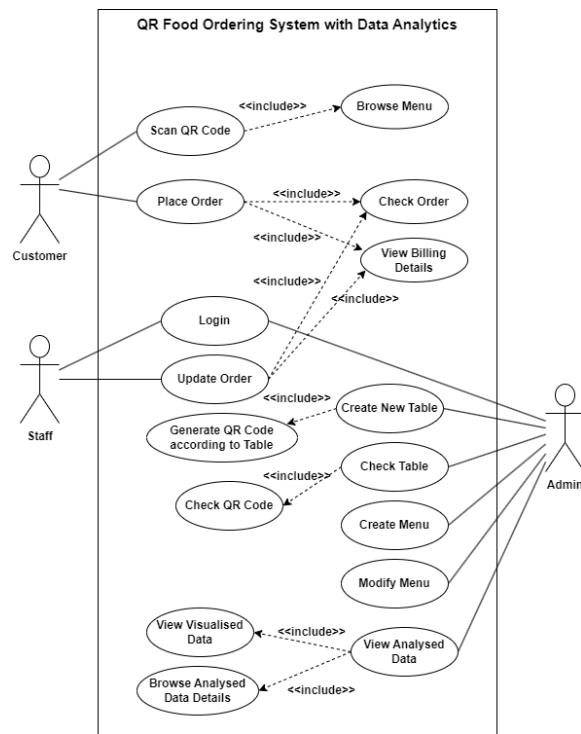 QR Food Ordering System with Data Analytics
<<include>>
Browse Menu
Scan QR Code
<<include>>
Place Order
Check Order
<<include>>
Customer
View Billing
Details
<<include>>
<<include>>
Login
Update Order
<<include>>
Create New Table
Staff
Generate QR Code
according to Table
<<include>>
Check Table
Admin
Check QR Code
Create Menu
Modify Menu
View Visualised
Data
<<include>>
View Analysed
Data
Browse Analysed
Data Details
<<include>>